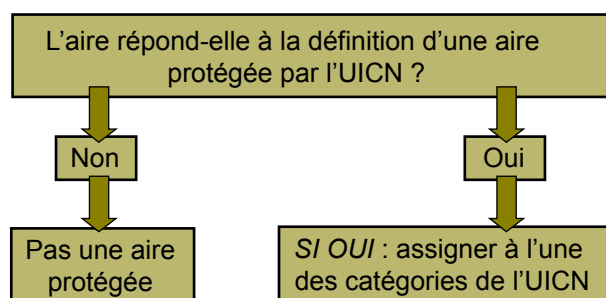 L’aire répond-elle à la définition d’une aire
protégée par l’UICN ?
Non
Oui
Pas une aire
protégée
SI OUI : assigner à l’une
des catégories de l’UICN